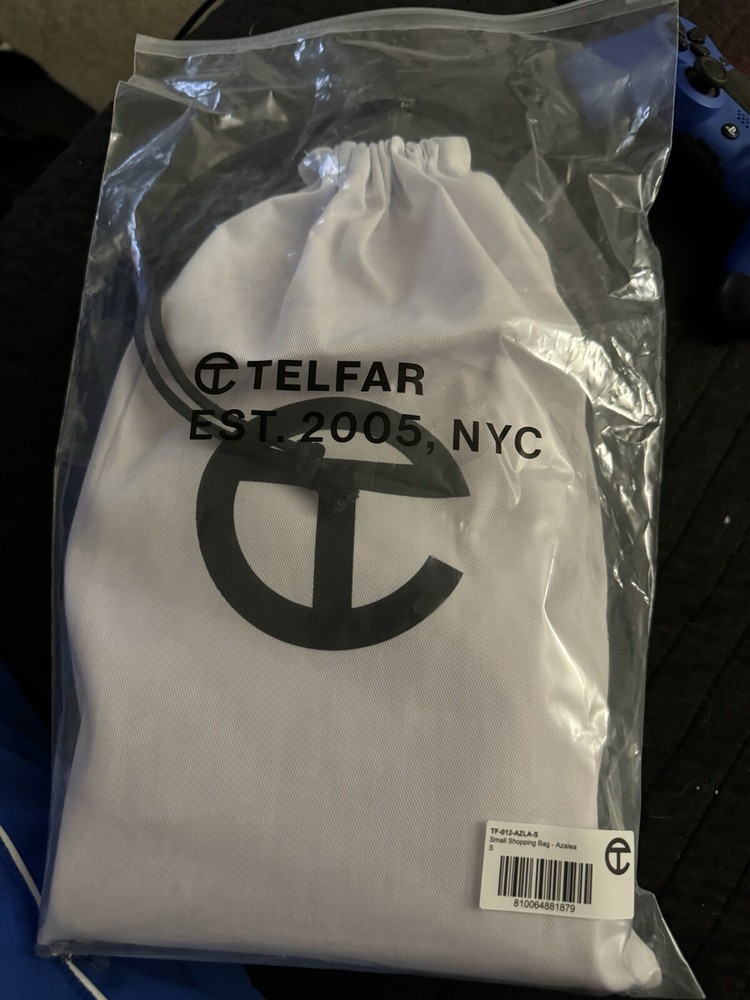 TELFAR
EST. 2005, NYC
TF-012-AZLA-S
Small Shopping Bag - Azalea
S
810064881879